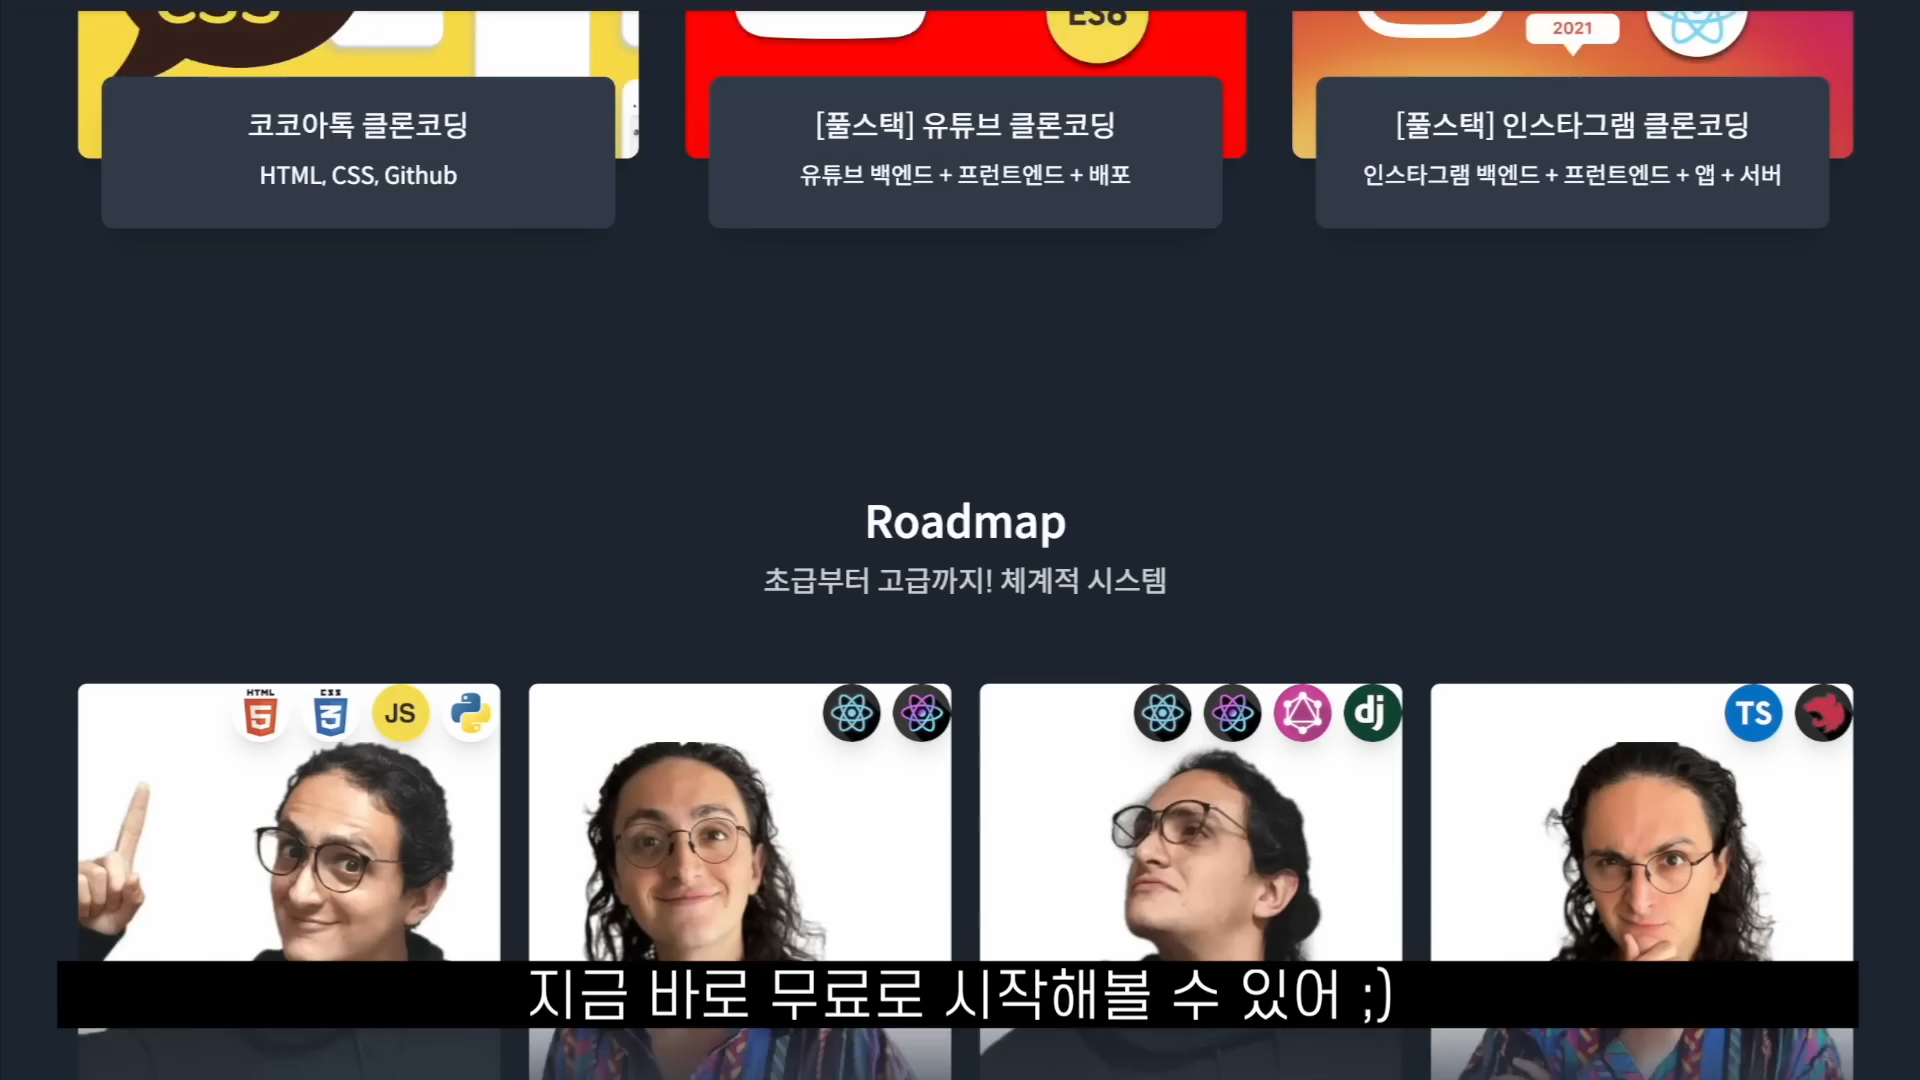 CSS
ES6
2021
코코아톡 클론코딩
HTML, CSS, Github
[풀스택] 유튜브 클론코딩
유튜브 백엔드 + 프런트엔드 + 배포
[풀스택] 인스타그램 클론코딩
인스타그램 백엔드 + 프런트엔드 + 앱 + 서버
Roadmap
초급부터 고급까지! 체계적 시스템
HTML 5
CSS 3
JS
dj
TS
지금 바로 무료로 시작해볼 수 있어 ;)